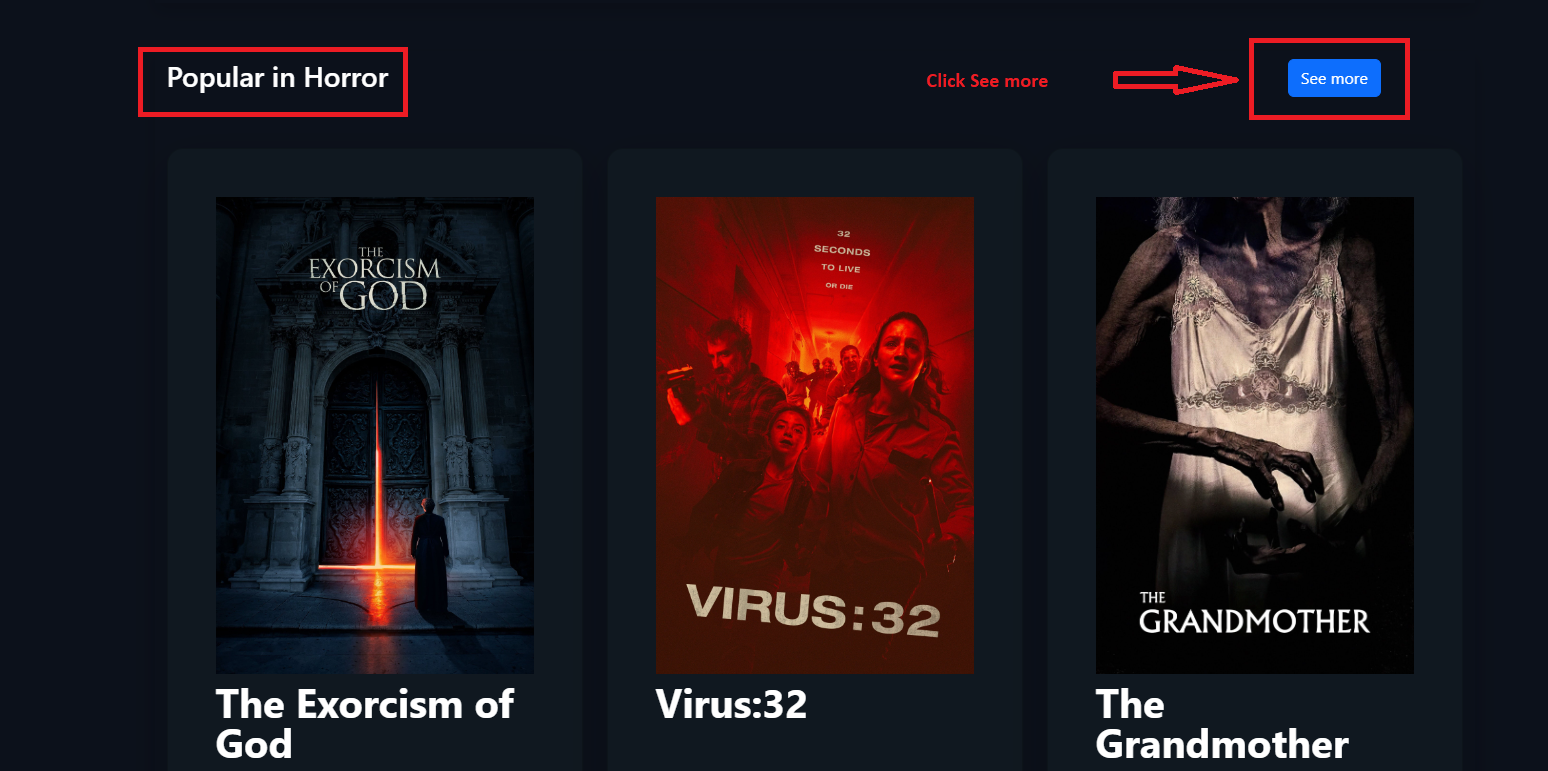 Popular in Horror
Click See more
See more
THE
EXORCISM
OF GOD
32
SECONDS
TO LIVE
OR DIE
VIRUS:32
THE
GRANDMOTHER
The Exorcism of
God
Virus:32
The
Grandmother